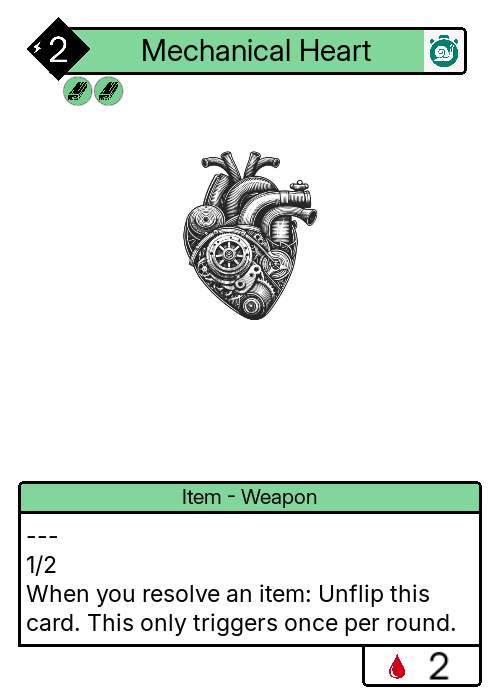 2
Mechanical Heart
Item - Weapon
---
1/2
When you resolve an item: Unflip this
card. This only triggers once per round.
2